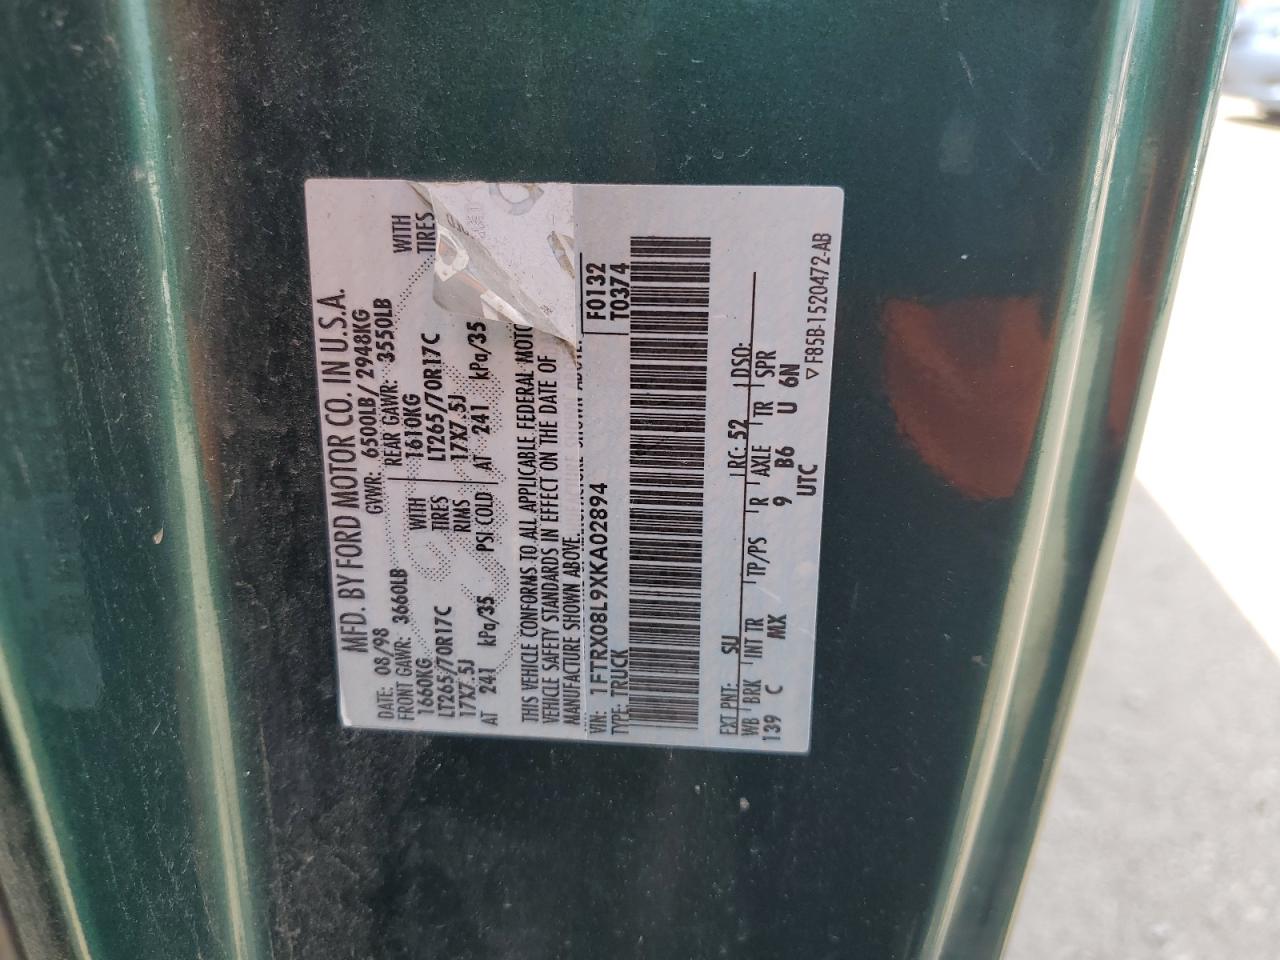 MFD. BY FORD MOTOR CO. IN U.S.A.
DATE: 08/98 GVWR: 6500LB/ 2948KG
FRONT GAWR: 3660LB REAR GAWR: 3550LB
1660KG WITH 1610KG WITH
LT265/70R17C TIRES LT265/70R17C TIRES
17X7.5J RIMS 17X7.5J
AT 241 kPa/35 PSI COLD AT 241 kPa/35
THIS VEHICLE CONFORMS TO ALL APPLICABLE FEDERAL MOTO
VEHICLE SAFETY STANDARDS IN EFFECT ON THE DATE OF
MANUFACTURE SHOWN ABOVE.
VIN: 1FTRX08L9XKA02894 F0132
TYPE: TRUCK T0374
EXT PNT: SU RC: 52 DSO:
WB BRK INT TR TP/PS R AXLE TR SPR
139 C MX 9 B6 U 6N
UTC
▽F85B-1520472-AB